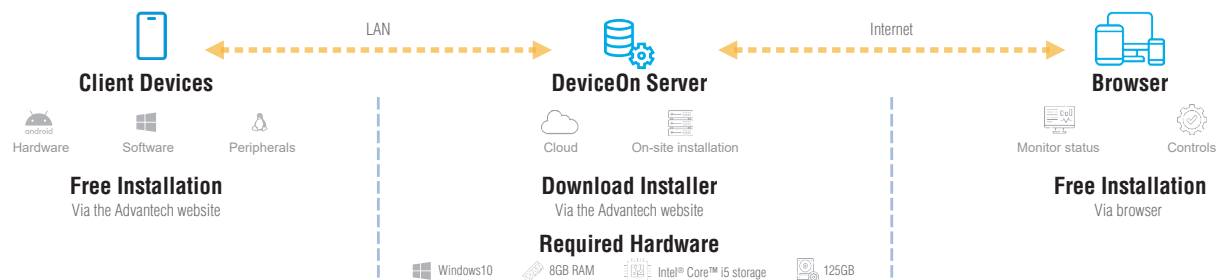 LAN
Internet
Client Devices
DeviceOn Server
Browser
android
Hardware
Software
Peripherals
Cloud
On-site installation
Monitor status
Controls
Free Installation
Via the Advantech website
Download Installer
Via the Advantech website
Free Installation
Via browser
Required Hardware
Windows10
8GB RAM
Intel® Core™ i5 storage
125GB